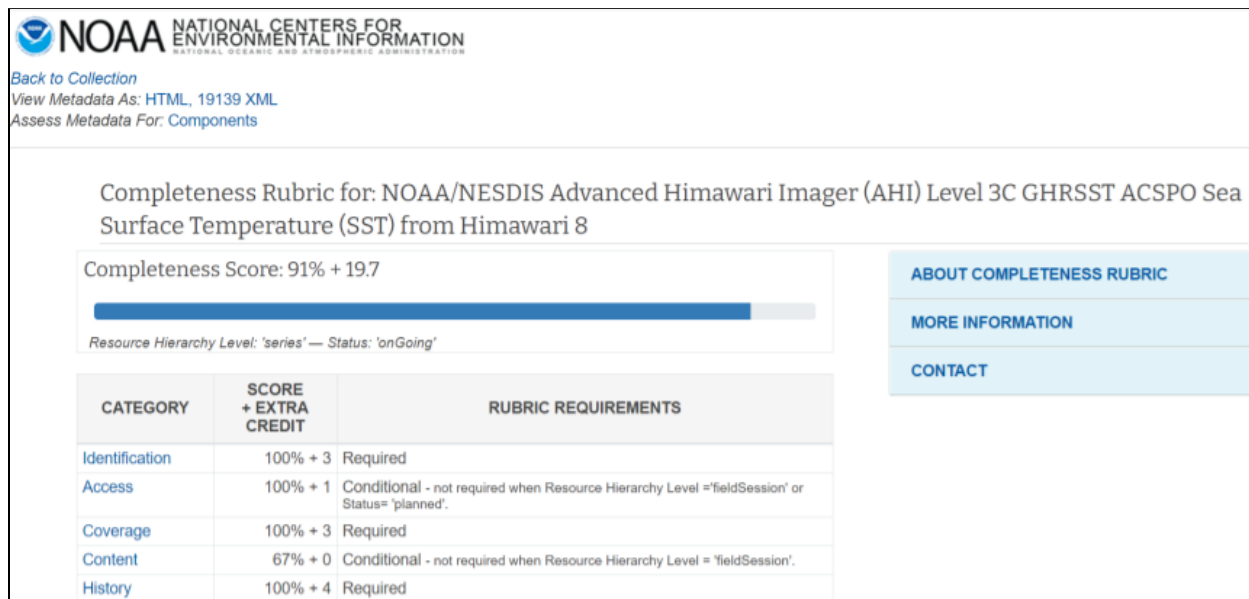 NOAA NATIONAL CENTERS FOR
ENVIRONMENTAL INFORMATION
NATIONAL OCEANIC AND ATMOSPHERIC ADMINISTRATION
Back to Collection
View Metadata As: HTML, 19139 XML
Assess Metadata For: Components
Completeness Rubric for: NOAA/NESDIS Advanced Himawari Imager (AHI) Level 3C GHRSST ACSPO Sea
Surface Temperature (SST) from Himawari 8
Completeness Score: 91% + 19.7
Resource Hierarchy Level: 'series' — Status: 'onGoing'
ABOUT COMPLETENESS RUBRIC
MORE INFORMATION
CONTACT
CATEGORY SCORE + EXTRA CREDIT RUBRIC REQUIREMENTS
Identification 100% + 3 Required
Access 100% + 1 Conditional - not required when Resource Hierarchy Level ='fieldSession' or
Status= 'planned'.
Coverage 100% + 3 Required
Content 67% + 0 Conditional - not required when Resource Hierarchy Level = 'fieldSession'.
History 100% + 4 Required